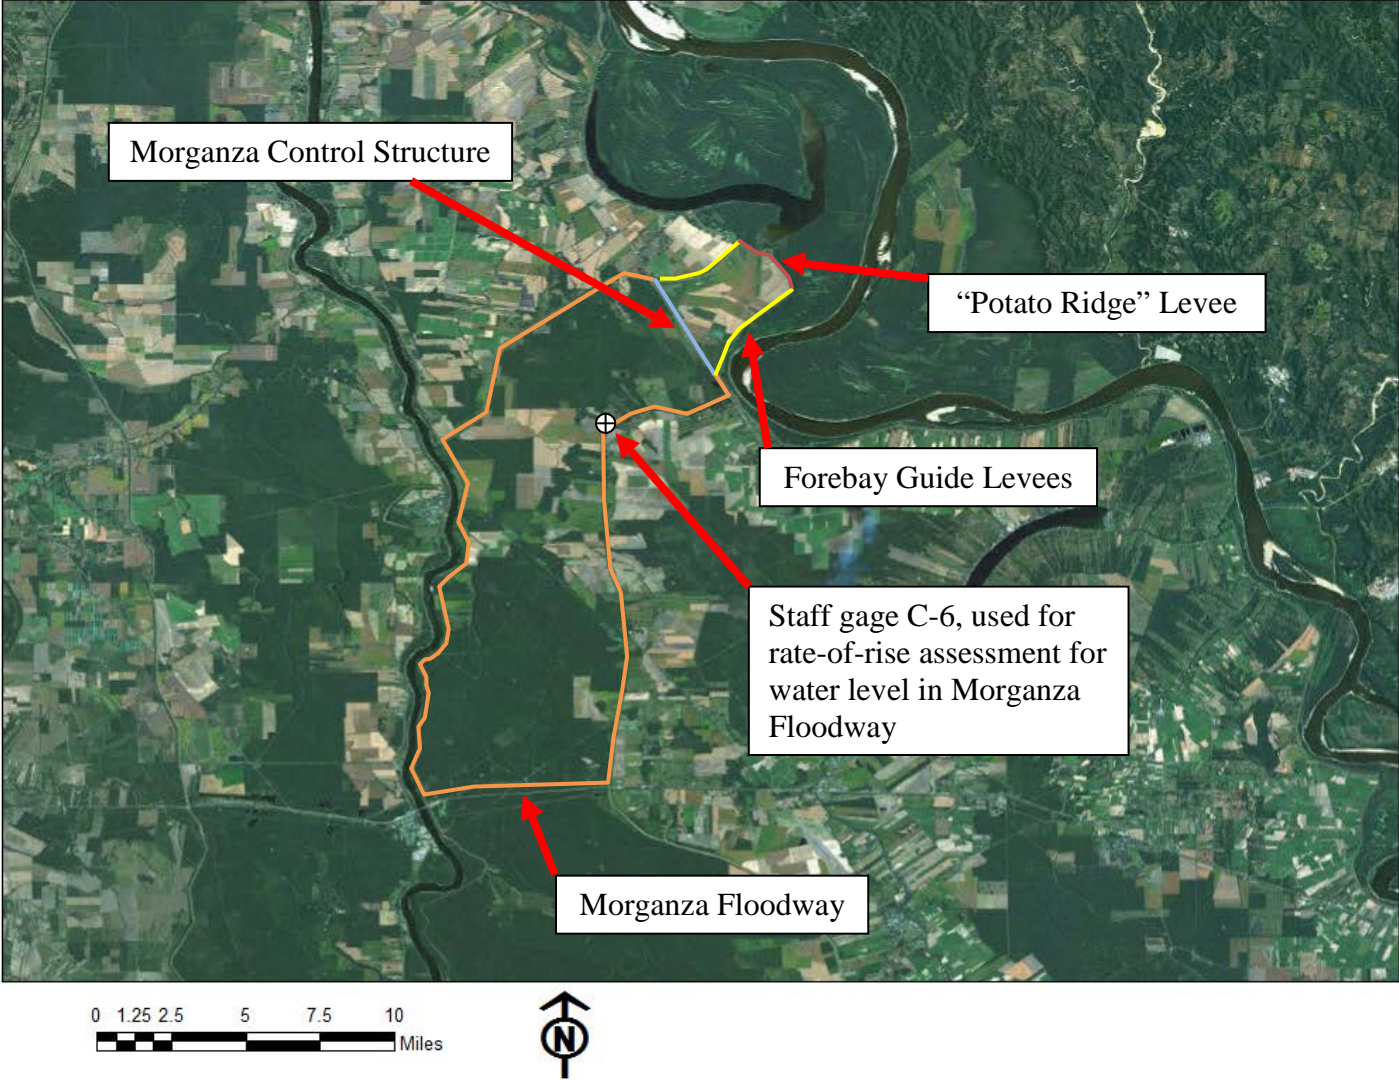 Morganza Control Structure
“Potato Ridge” Levee
Forebay Guide Levees
Staff gage C-6, used for
rate-of-rise assessment for
water level in Morganza
Floodway
Morganza Floodway
0 1.25 2.5 5 7.5 10
Miles
N